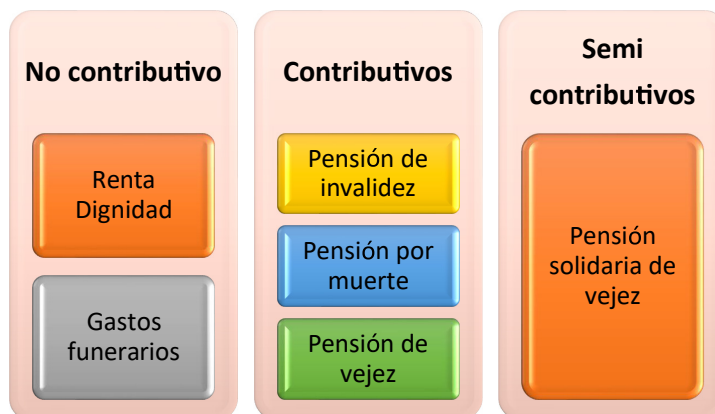 No contributivo
Renta
Dignidad
Gastos
funerarios
Contributivos
Pensión de
invalidez
Pensión por
muerte
Pensión de
vejez
Semi
contributivos
Pensión
solidaria de
vejez